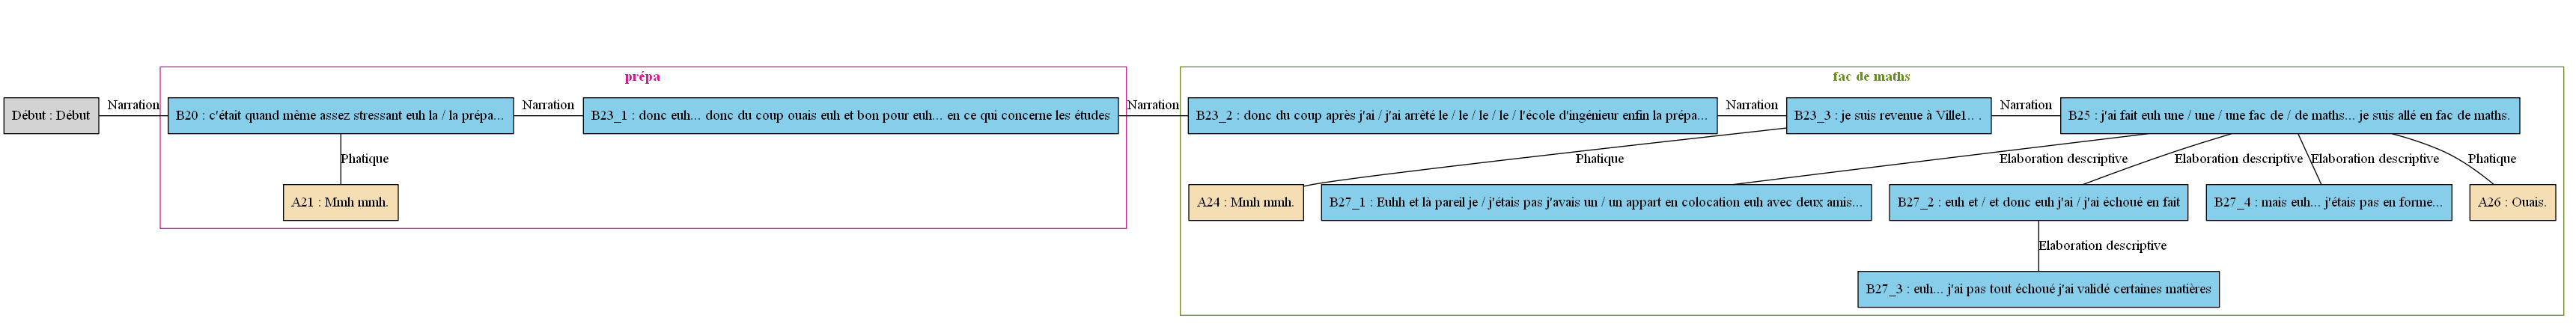 prépa
fac de maths
Début : Début
Narration
B20 : c'était quand même assez stressant euh la / la prépa...
Narration
B23_1 : donc euh... donc du coup ouais euh et bon pour euh... en ce qui concerne les études
Narration
B23_2 : donc du coup après j'ai / j'ai arrêté le / le / le / le / l'école d'ingénieur enfin la prépa...
Narration
B23_3 : je suis revenue à Ville1.. .
Narration
B25 : j'ai fait euh une / une / une fac de / de maths... je suis allé en fac de maths.
Phatique
Phatique
Elaboration descriptive
Elaboration descriptive
Elaboration descriptive
Phatique
A21 : Mmh mmh.
A24 : Mmh mmh.
B27_1 : Euhh et là pareil je / j'étais pas j'avais un / un appart en colocation euh avec deux amis...
B27_2 : euh et / et donc euh j'ai / j'ai échoué en fait
B27_4 : mais euh... j'étais pas en forme...
A26 : Ouais.
Elaboration descriptive
B27_3 : euh... j'ai pas tout échoué j'ai validé certaines matières